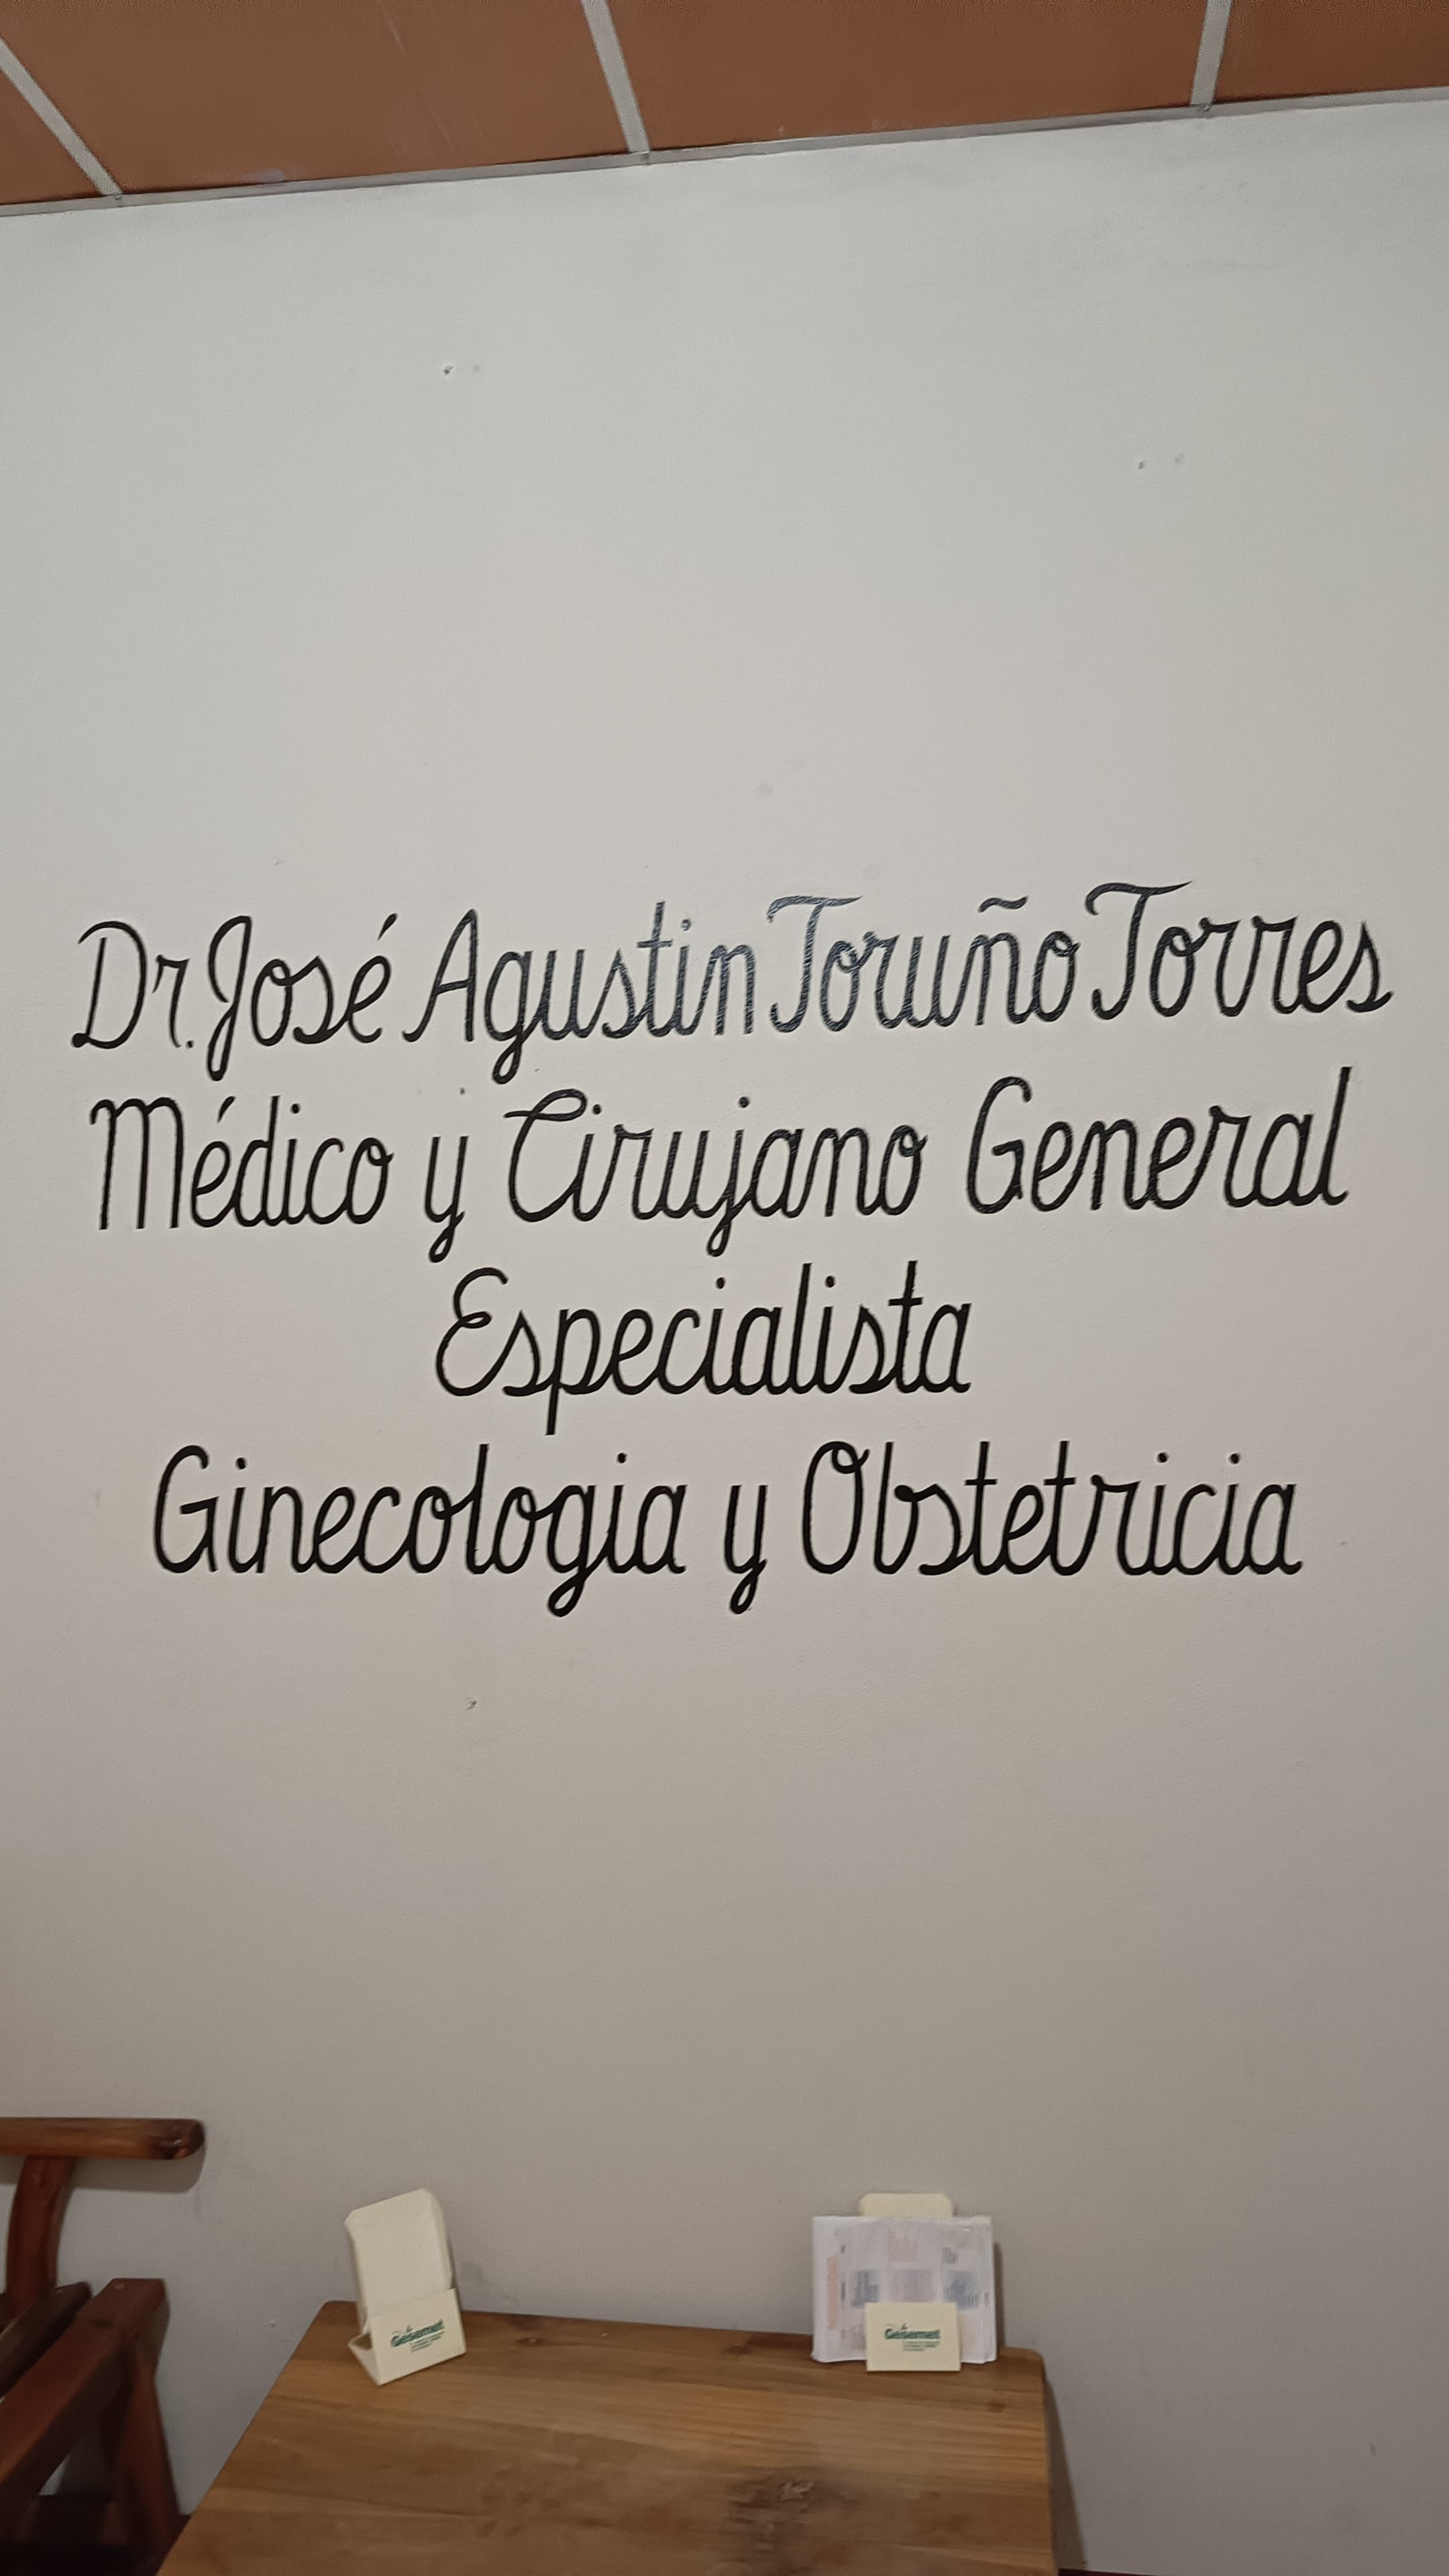 Dr. José Agustin Toruño Torres
Médico y Cirujano General
Especialista
Ginecologia y Obstetricia